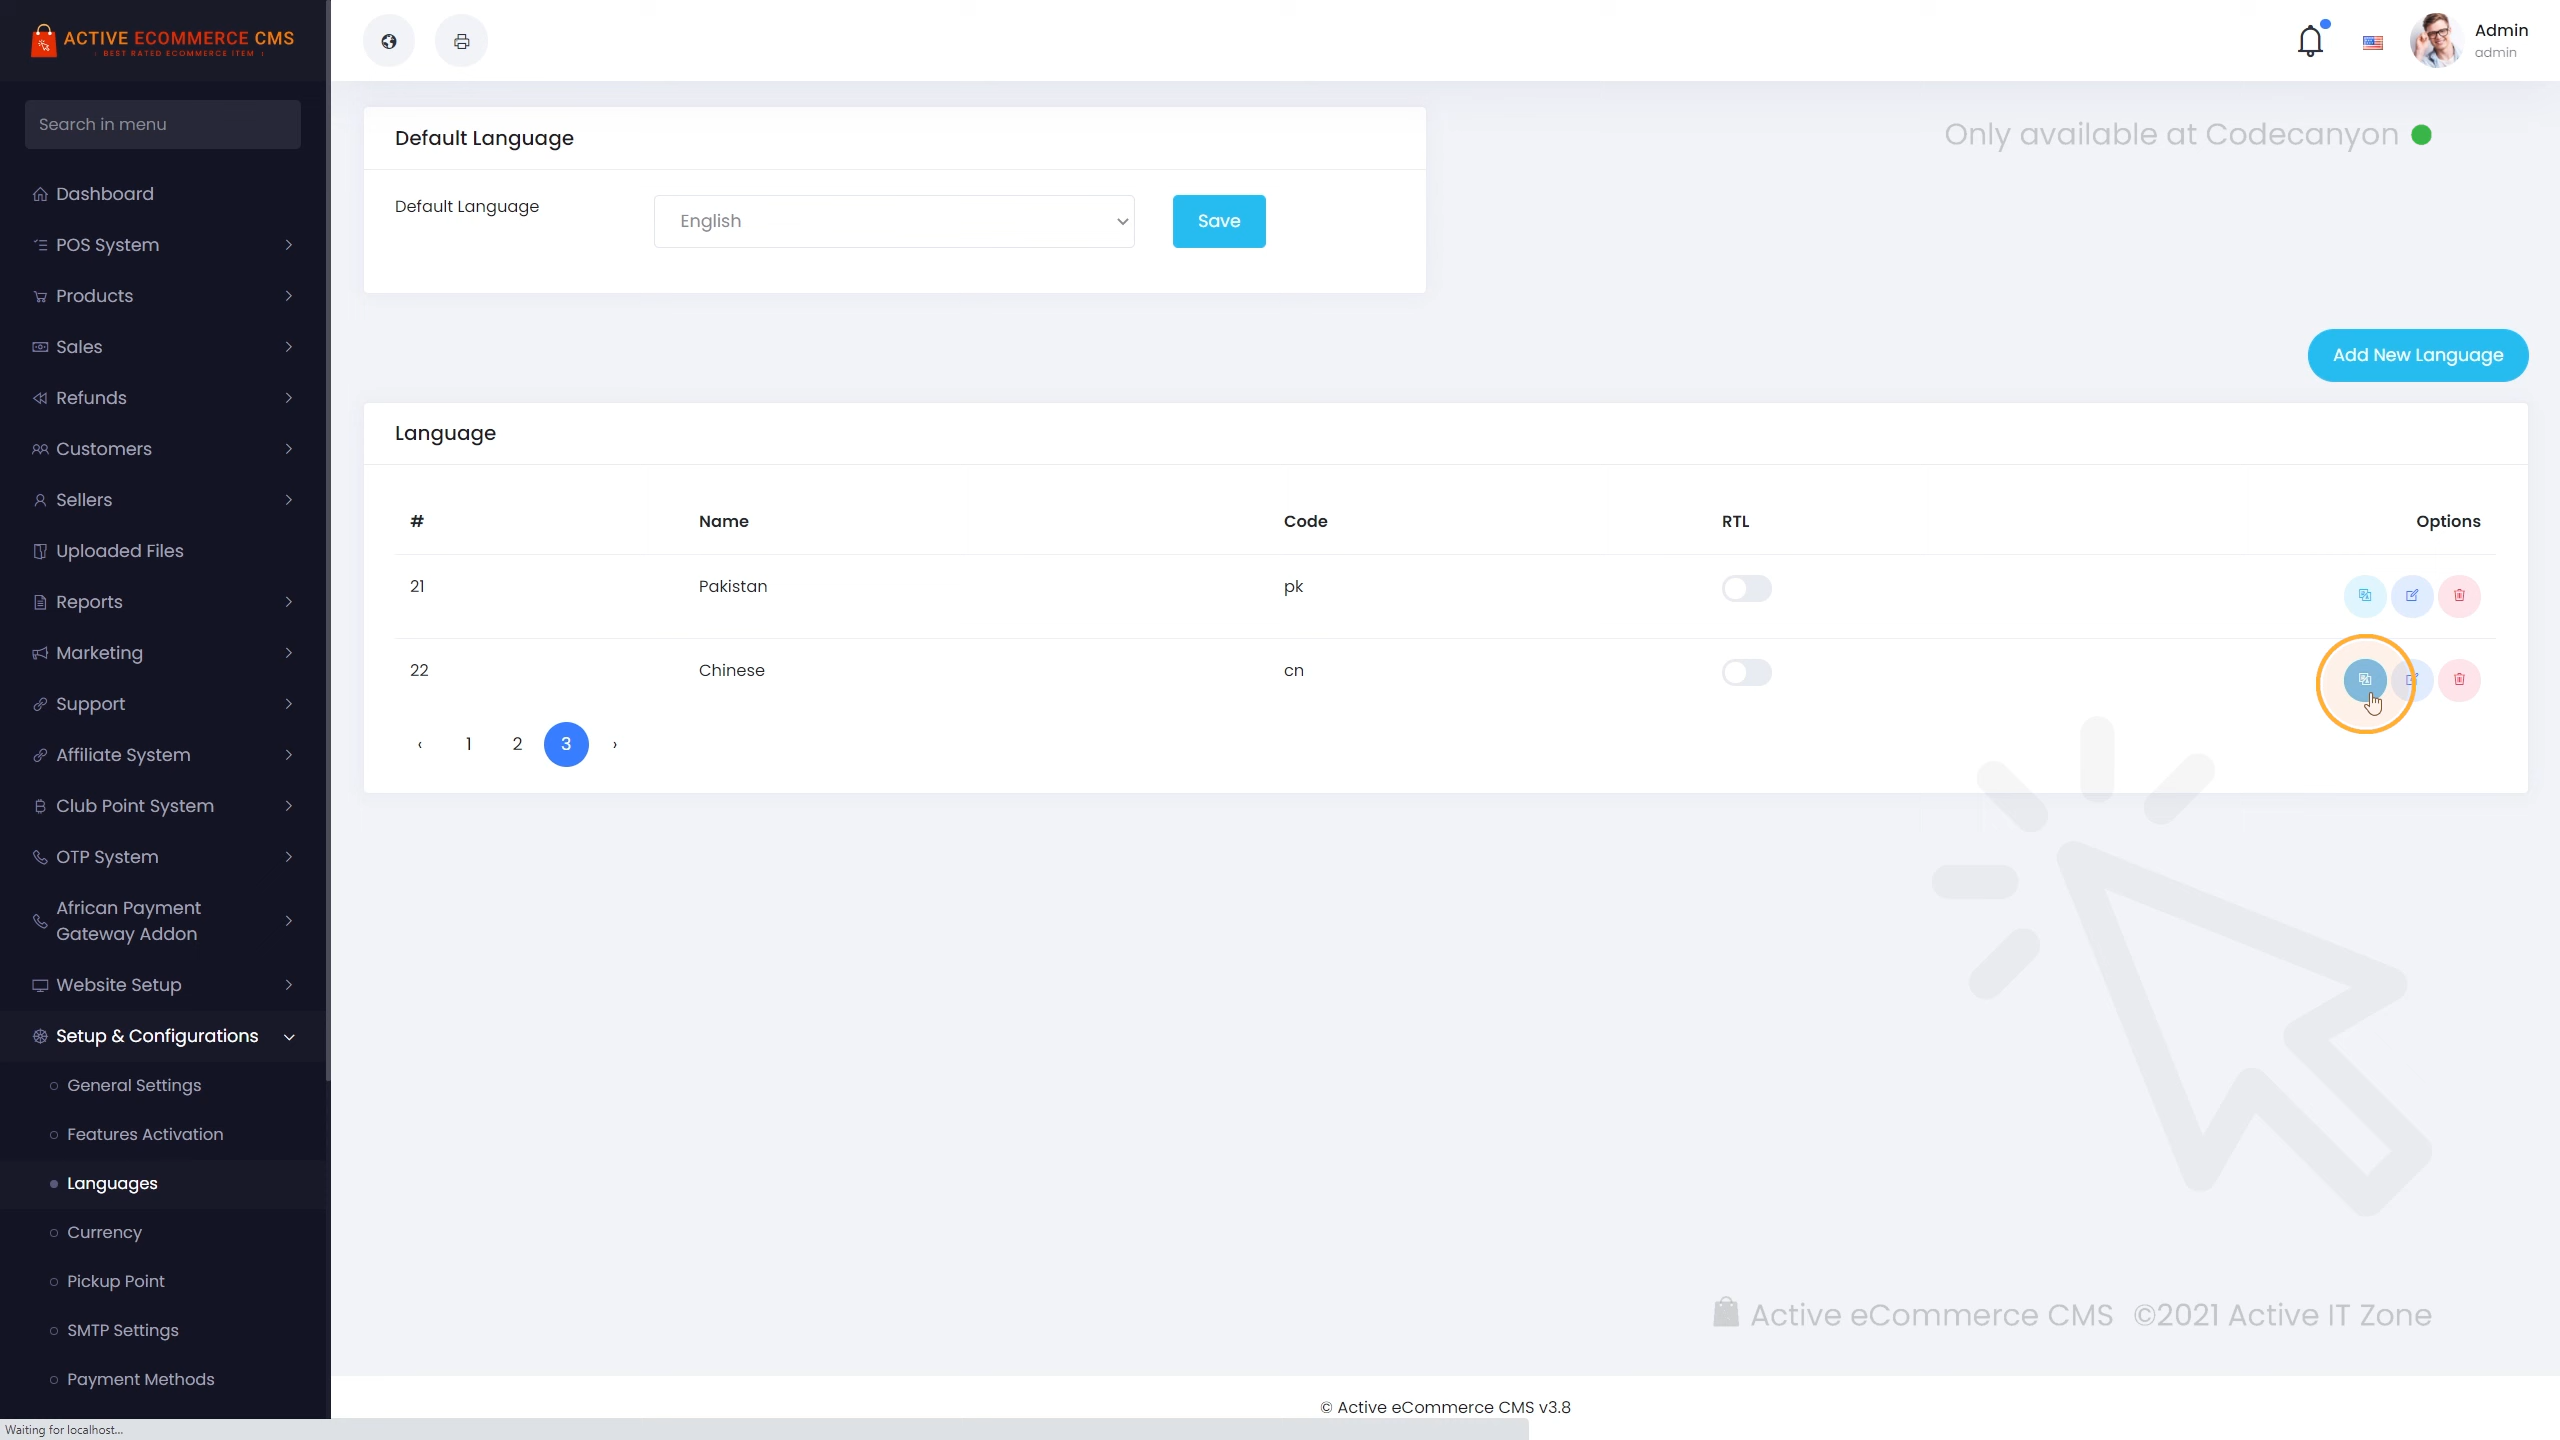 ACTIVE ECOMMERCE CMS
BEST RATED ECOMMERCE ITEM
Search in menu
Dashboard
POS System
Products
Sales
Refunds
Customers
Sellers
Uploaded Files
Reports
Marketing
Support
Affiliate System
Club Point System
OTP System
African Payment
Gateway Addon
Website Setup
Setup & Configurations
General Settings
Features Activation
Languages
Currency
Pickup Point
SMTP Settings
Payment Methods
Waiting for localhost...
Admin
admin
Default Language
Only available at Codecanyon
Default Language
English
Save
Add New Language
Language
# Name Code RTL Options
21 Pakistan pk
22 Chinese cn
‹ 1 2 3 ›
Active eCommerce CMS ©2021 Active IT Zone
© Active eCommerce CMS v3.8